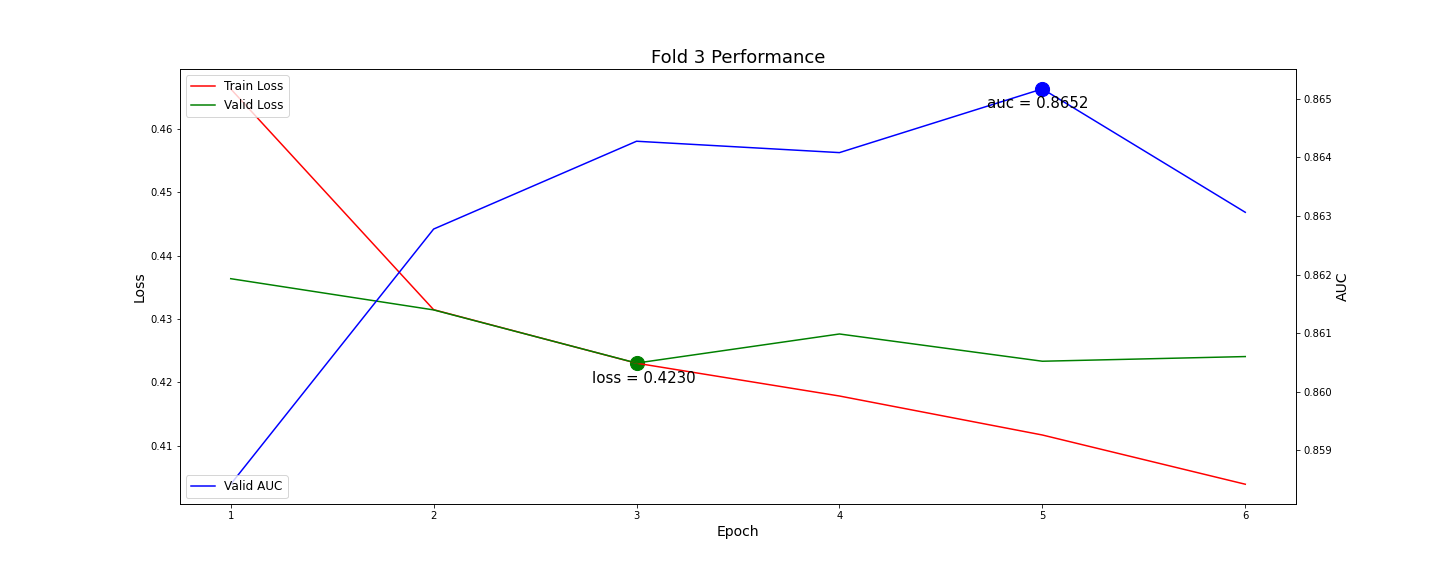 Fold 3 Performance
Train Loss
Valid Loss
auc = 0.8652
loss = 0.4230
Valid AUC
Loss
0.46
0.45
0.44
0.43
0.42
0.41
AUC
0.865
0.864
0.863
0.862
0.861
0.860
0.859
1 2 3 4 5 6
Epoch